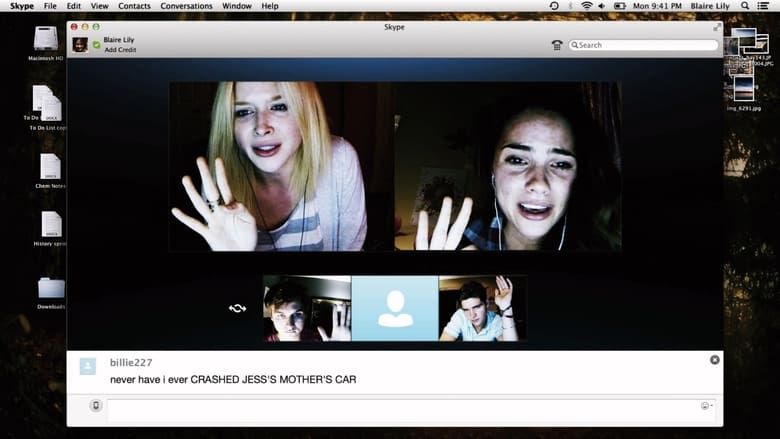 Skype File Edit View Contacts Conversations Window Help Mon 9:41 PM Blaire Lily
Skype
Blaire Lily
Add Credit
Search
Macintosh HD
To Do List cop
Chem Notes
History sprin
Downloads
img_6291.jpg
billie227
never have i ever CRASHED JESS'S MOTHER'S CAR